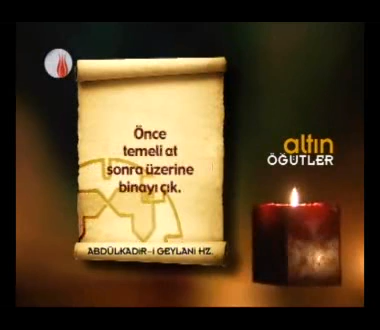 Önce
temeli at
sonra üzerine
binayı çık.
ABDÜLKADİR-İ GEYLANİ HZ.
altın
ÖĞÜTLER